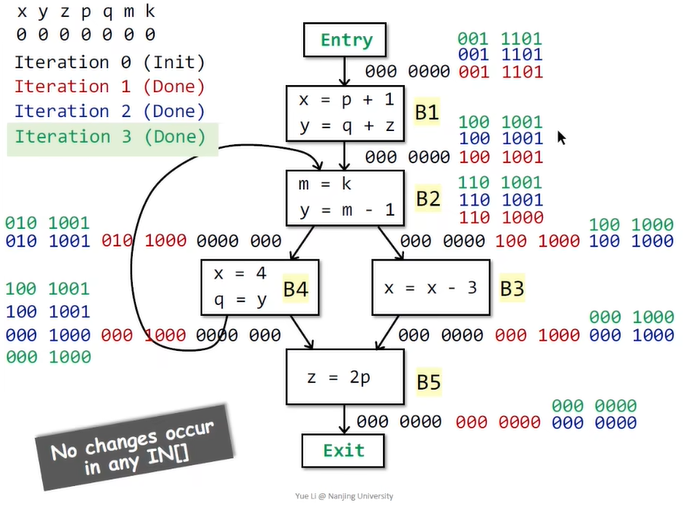 x y z p q m k
0 0 0 0 0 0 0
Iteration 0 (Init)
Iteration 1 (Done)
Iteration 2 (Done)
Iteration 3 (Done)
Entry
001 1101
001 1101
000 0000 001 1101
x = p + 1
y = q + z
B1
100 1001
100 1001
000 0000 100 1001
m = k
y = m - 1
B2
110 1001
110 1001
110 1000
010 1001
010 1001 010 1000 0000 000
100 1000
000 0000 100 1000 100 1000
x = 4
q = y
B4
x = x - 3
B3
100 1001
100 1001
000 1000 000 1000 0000 000
000 1000
000 1000
000 0000 000 1000 000 1000
z = 2p
B5
000 0000
000 0000 000 0000 000 0000
Exit
No changes occur
in any IN[]
Yue Li @ Nanjing University